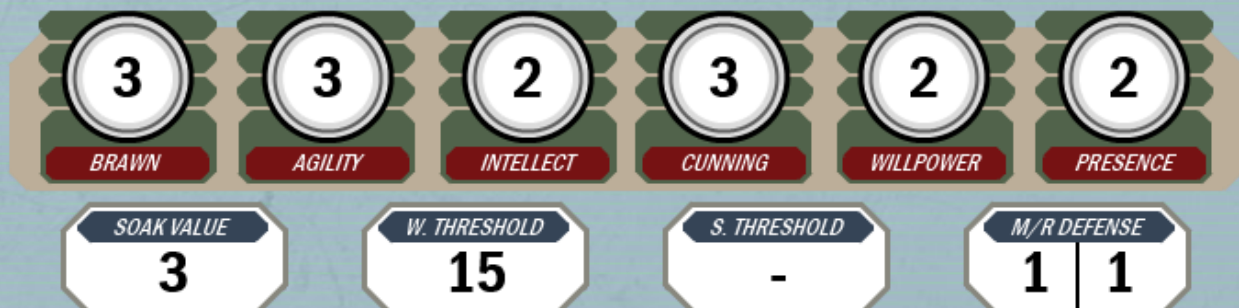 3 3 2 3 2 2
BRAWN AGILITY INTELLECT CUNNING WILLPOWER PRESENCE
SOAK VALUE W. THRESHOLD S. THRESHOLD M/R DEFENSE
3 15 - 1 1